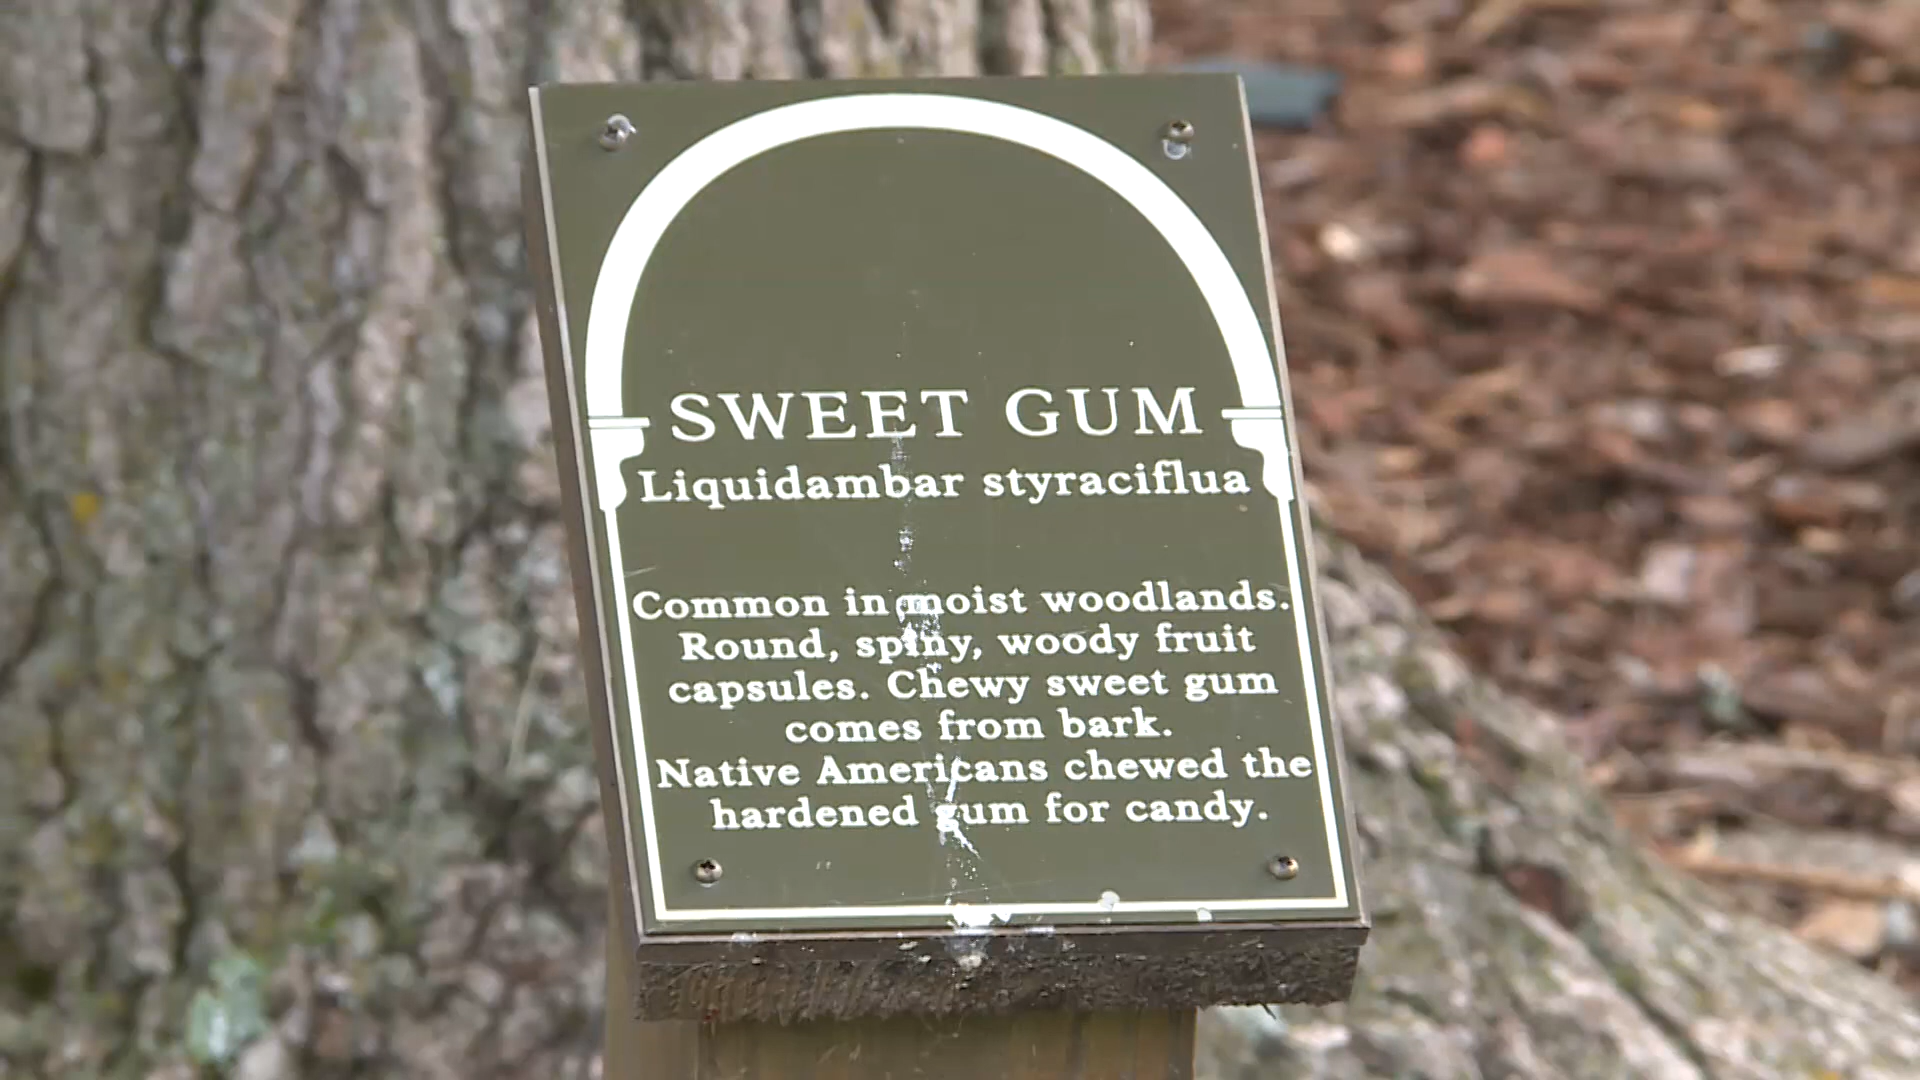 SWEET GUM
Liquidambar styraciflua
Common in moist woodlands.
Round, spiny, woody fruit
capsules. Chewy sweet gum
comes from bark.
Native Americans chewed the
hardened gum for candy.